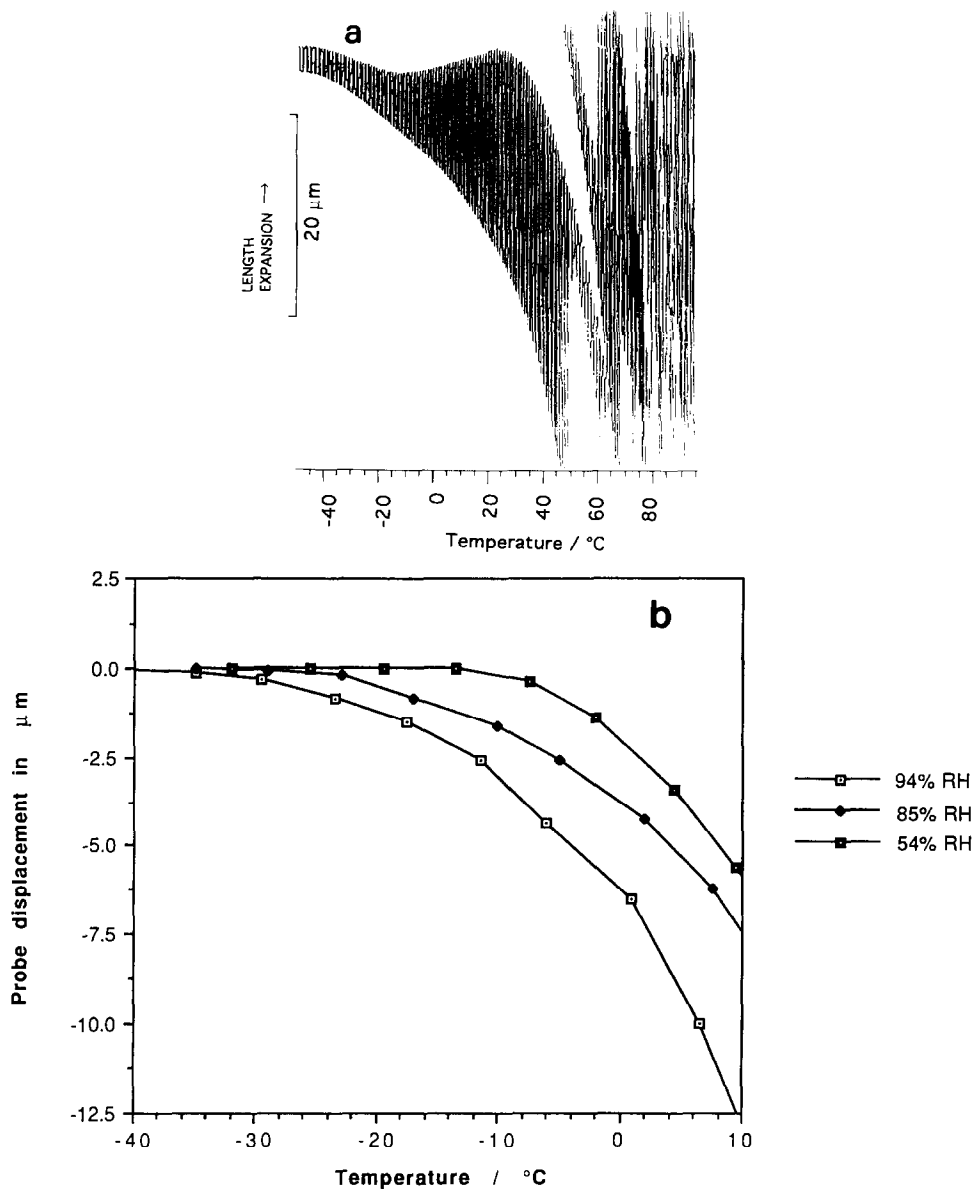 a
LENGTH
EXPANSION →
20 μm
-40 0 20 40 60 80
Temperature / °C
b
2.5
0.0
-2.5
-5.0
-7.5
-10.0
-12.5
Probe displacement in μm
-40 -30 -20 -10 0 10
Temperature / °C
94% RH
85% RH
54% RH